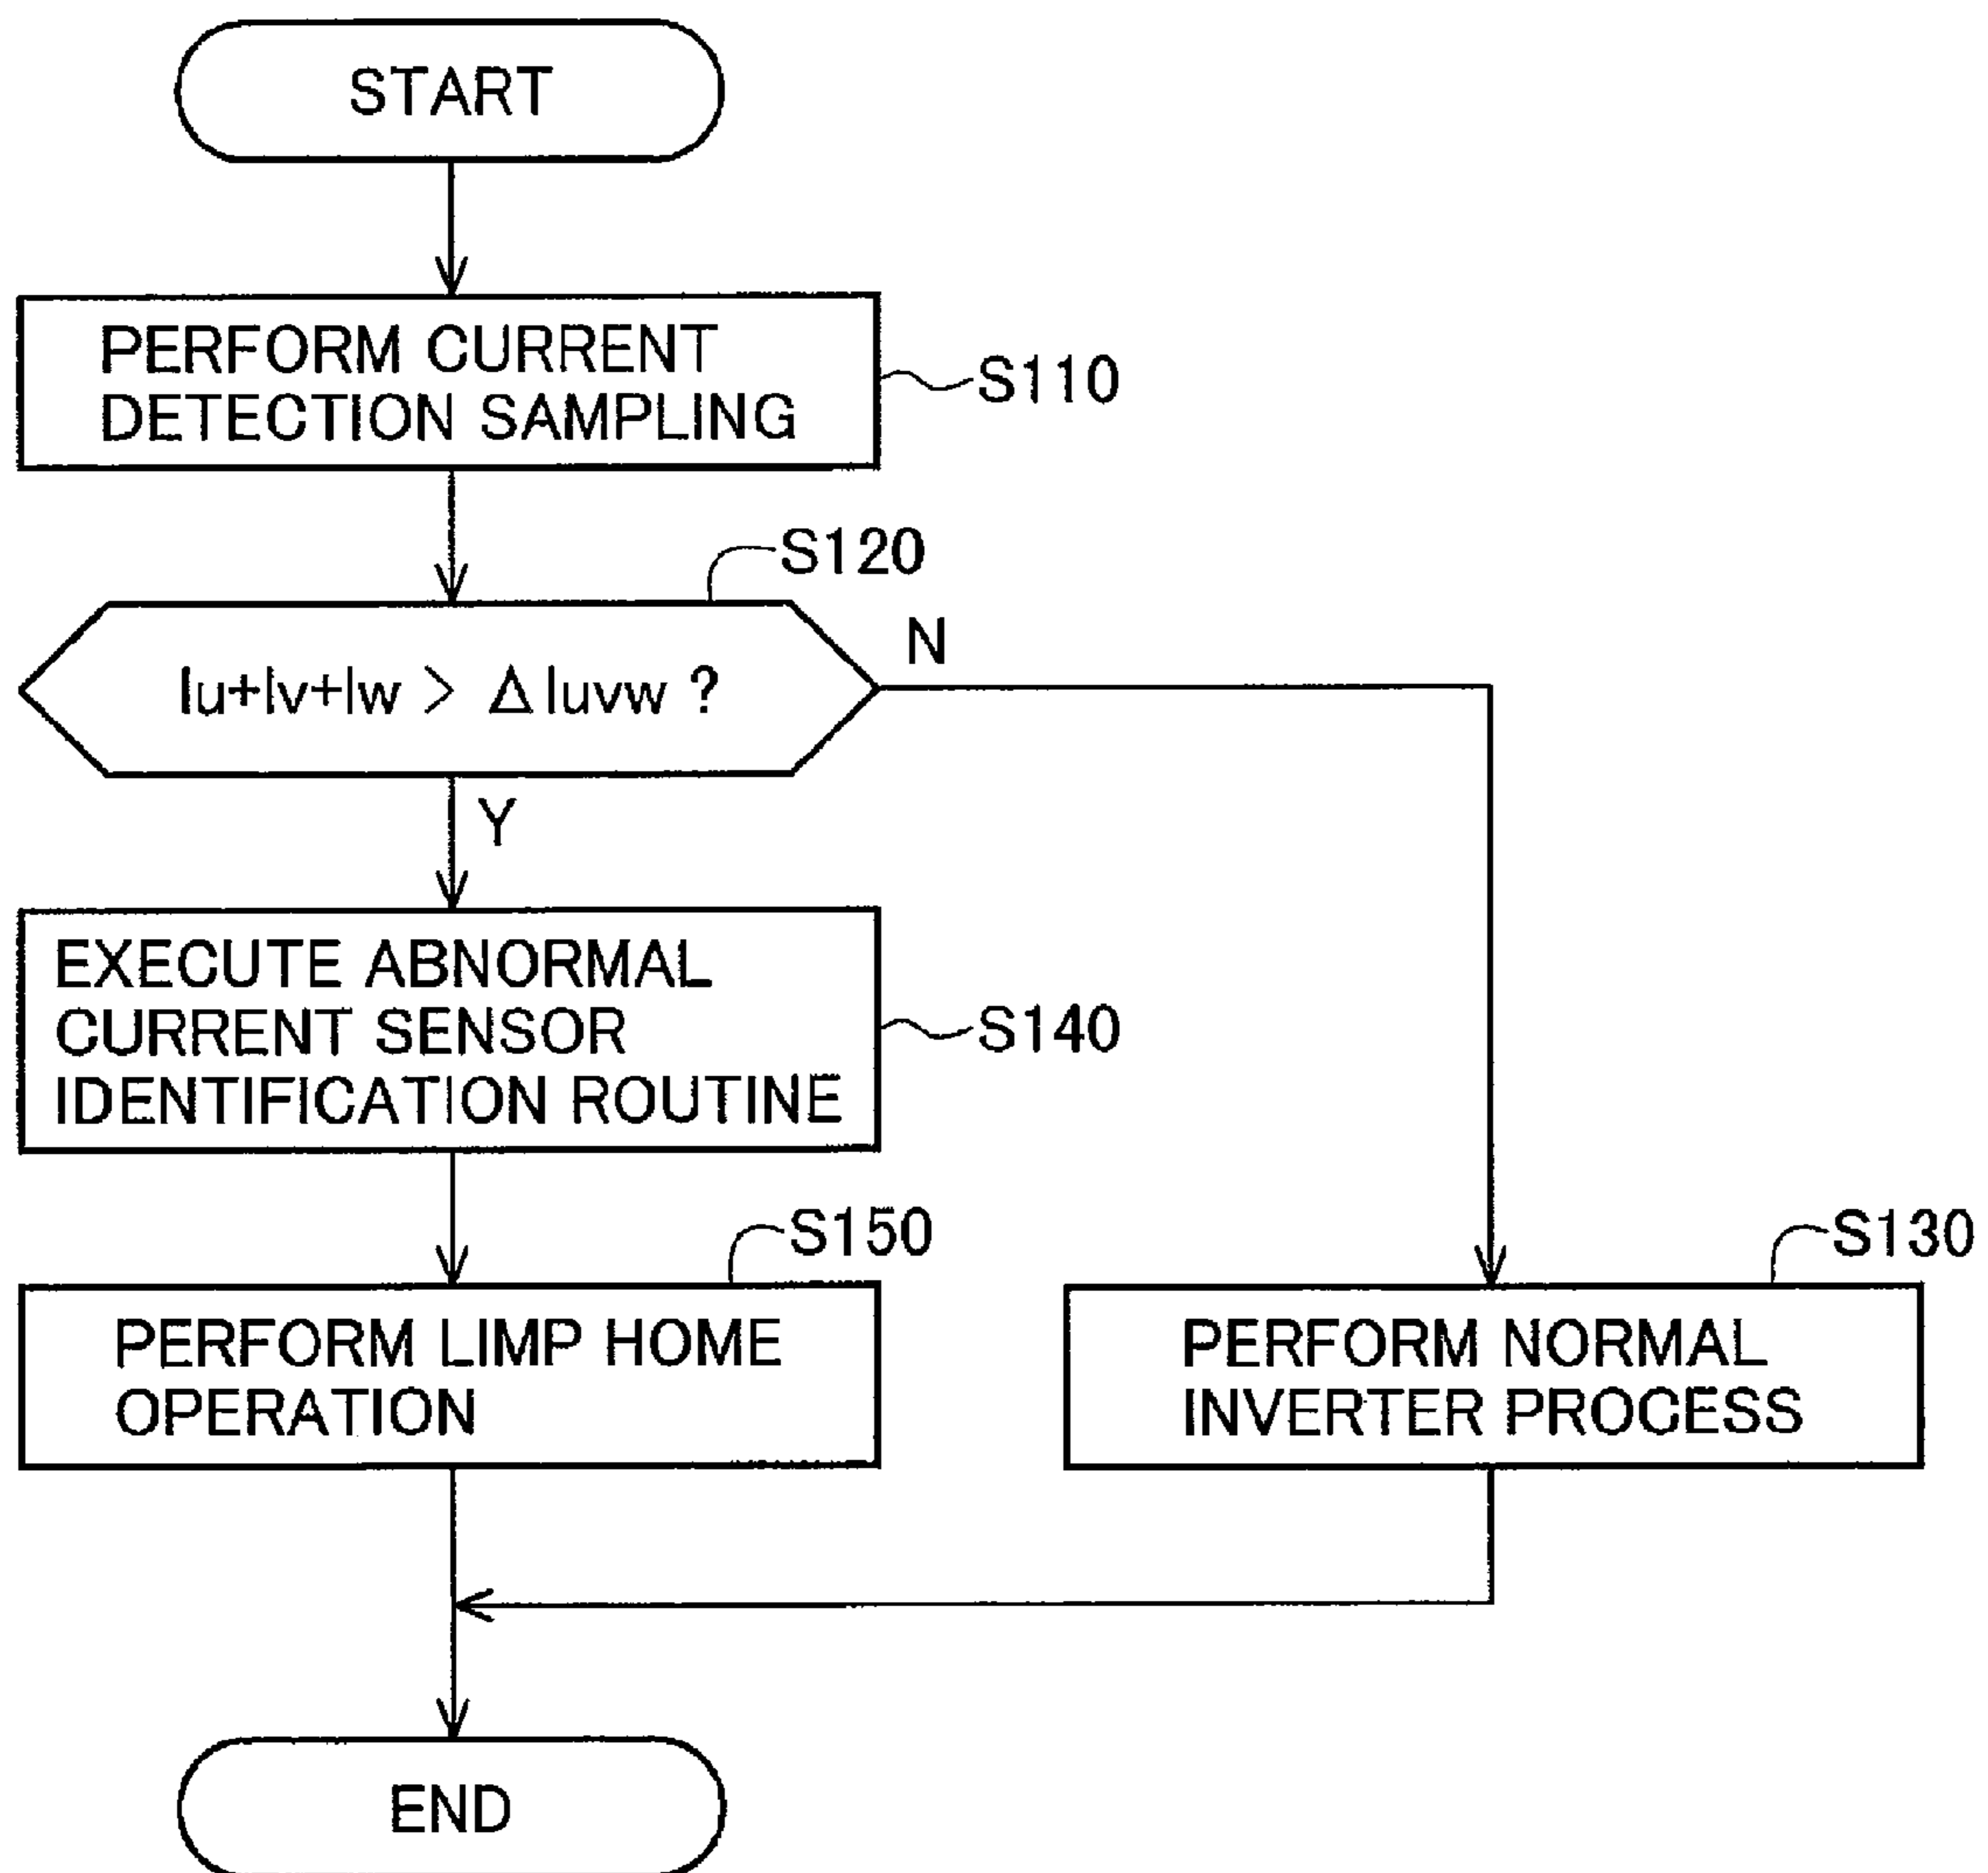 START
PERFORM CURRENT
DETECTION SAMPLING
S110
S120
Iu+Iv+Iw > ΔIuvw ?
N
Y
EXECUTE ABNORMAL
CURRENT SENSOR
IDENTIFICATION ROUTINE
S140
S150
PERFORM LIMP HOME
OPERATION
S130
PERFORM NORMAL
INVERTER PROCESS
END